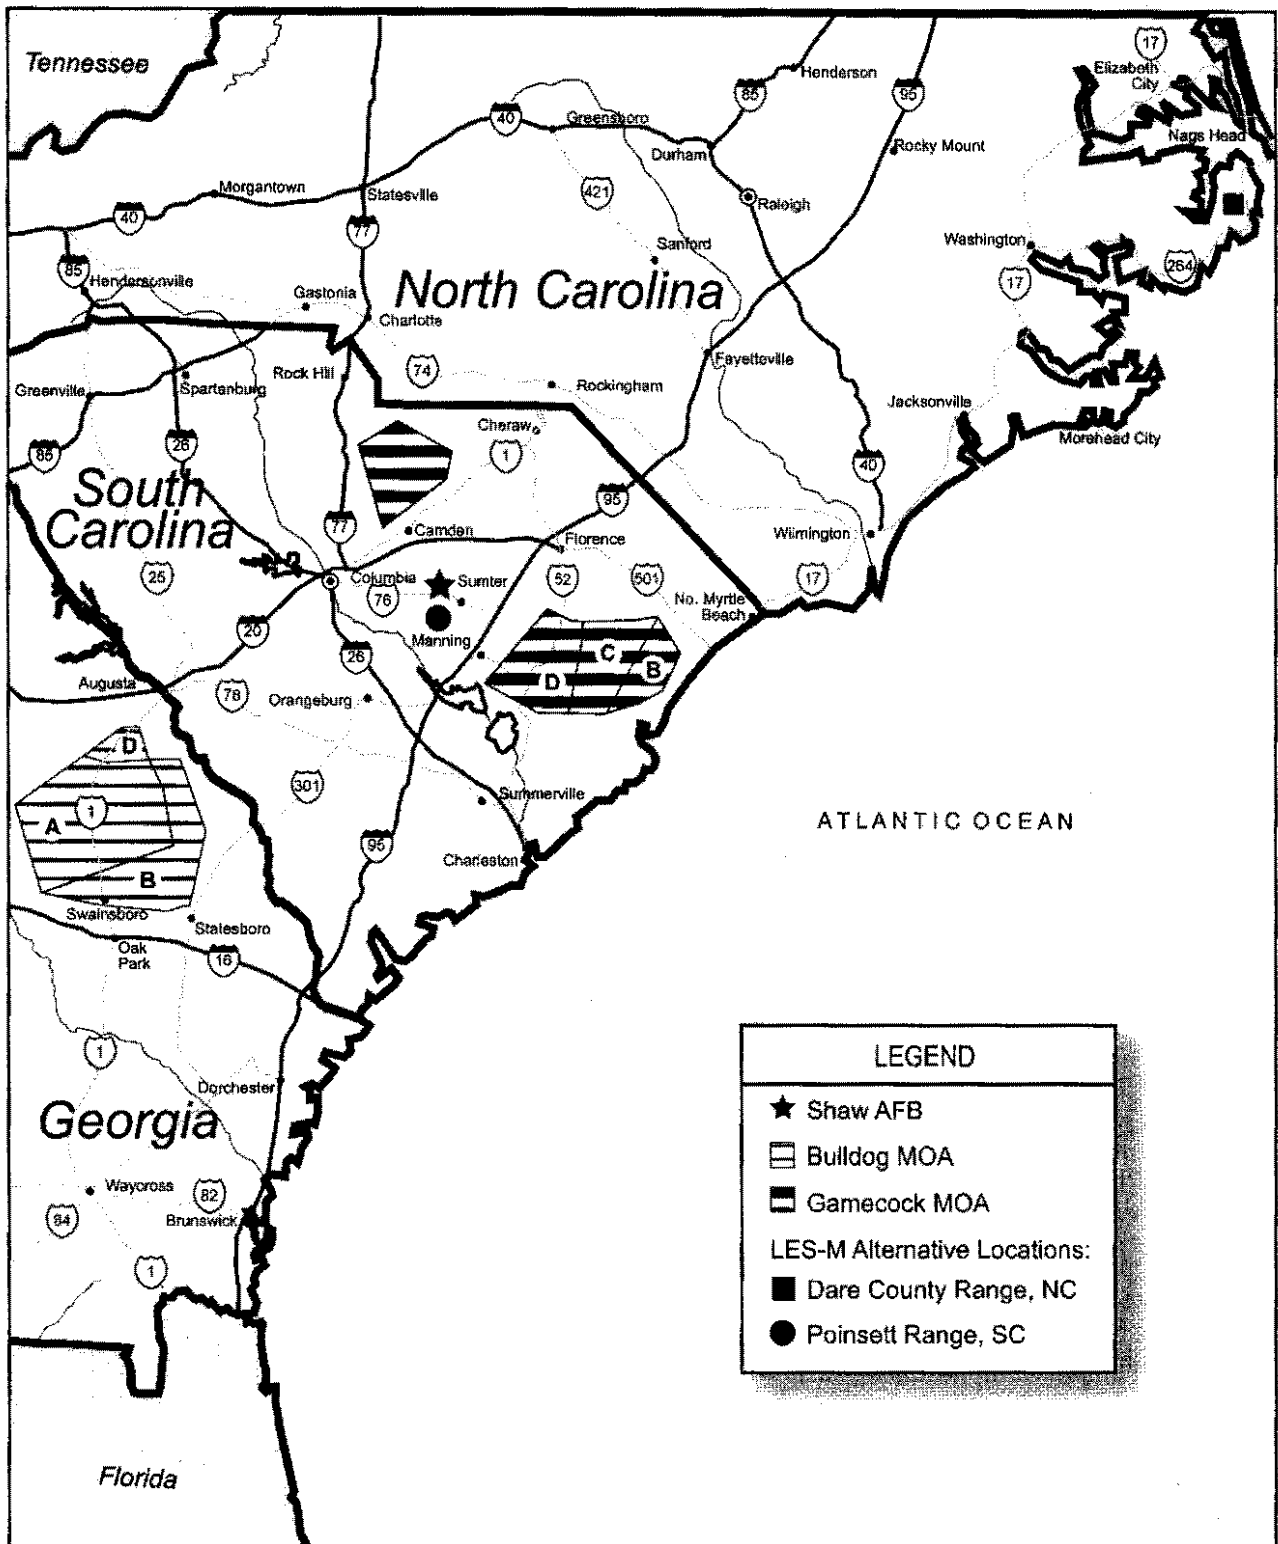 Tennessee
17
Elizabeth
City
Henderson
85
95
40
Greensboro
Nags Head
Durham
Rocky Mount
Morgantown
Statesville
421
Raleigh
40
77
Sanford
Washington
85
Hendersonville
264
17
Gastonia
North Carolina
Charlotte
Fayetteville
Rock Hill
74
Greenville
Spartanburg
Rockingham
Jacksonville
Cheraw
Morehead City
26
85
1
40
South
Carolina
95
77
Camden
Florence
Wilmington
25
Columbia
Sumter
52
501
17
76
No. Myrtle
Beach
20
Manning
26
C
B
D
Augusta
78
Orangeburg
D
301
Summerville
1
A
ATLANTIC OCEAN
95
Charleston
B
Swainsboro
Statesboro
Oak
Park
16
1
Dorchester
Georgia
Waycross
82
84
Brunswick
1
Florida
LEGEND
Shaw AFB
Bulldog MOA
Gamecock MOA
LES-M Alternative Locations:
Dare County Range, NC
Poinsett Range, SC